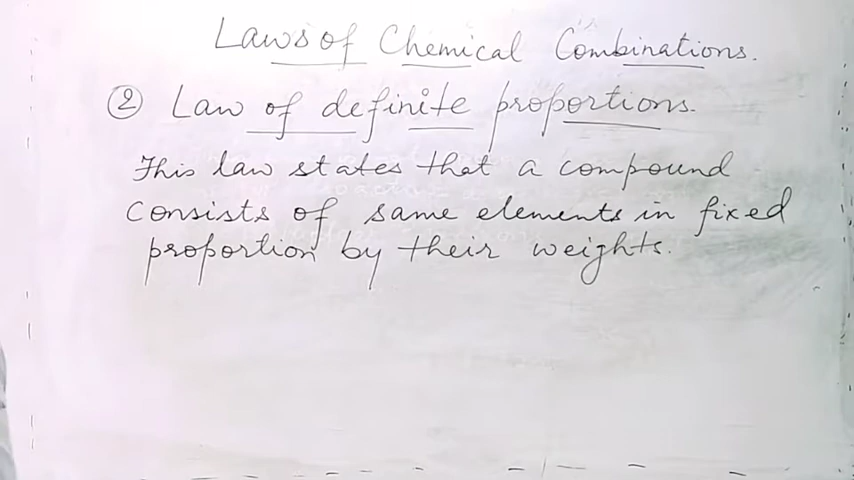 Laws of Chemical Combinations.
② Law of definite proportions.
This law states that a compound
consists of same elements in fixed
proportion by their weights.